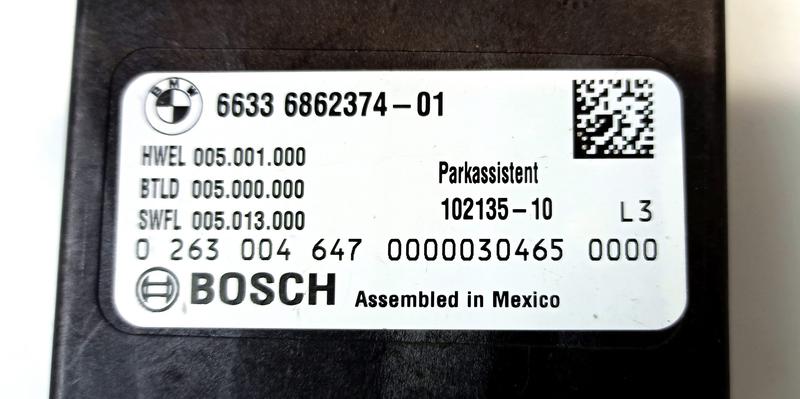 BMW
6633 6862374-01
HWEL 005.001.000
BTLD 005.000.000
SWFL 005.013.000
Parkassistent
102135-10
L3
0 263 004 647 0000030465 0000
BOSCH Assembled in Mexico